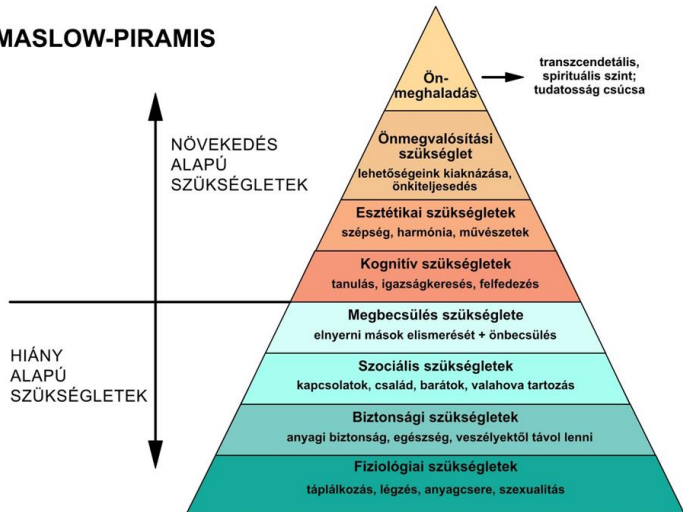 MASLOW-PIRAMIS
Ön-
meghaladás
transzcendetális,
spirituális szint;
tudatosság csúcsa
NÖVEKEDÉS
ALAPÚ
SZÜKSÉGLETEK
Önmegvalósítási
szükséglet
lehetőségeink kiaknázása,
önkiteljesedés
Esztétikai szükségletek
szépség, harmónia, művészetek
Kognitív szükségletek
tanulás, igazságkeresés, felfedezés
Megbecsülés szükséglete
elnyerni mások elismerését + önbecsülés
HIÁNY
ALAPÚ
SZÜKSÉGLETEK
Szociális szükségletek
kapcsolatok, család, barátok, valahova tartozás
Biztonsági szükségletek
anyagi biztonság, egészség, veszélyektől távol lenni
Fiziológiai szükségletek
táplálkozás, légzés, anyagcsere, szexualitás